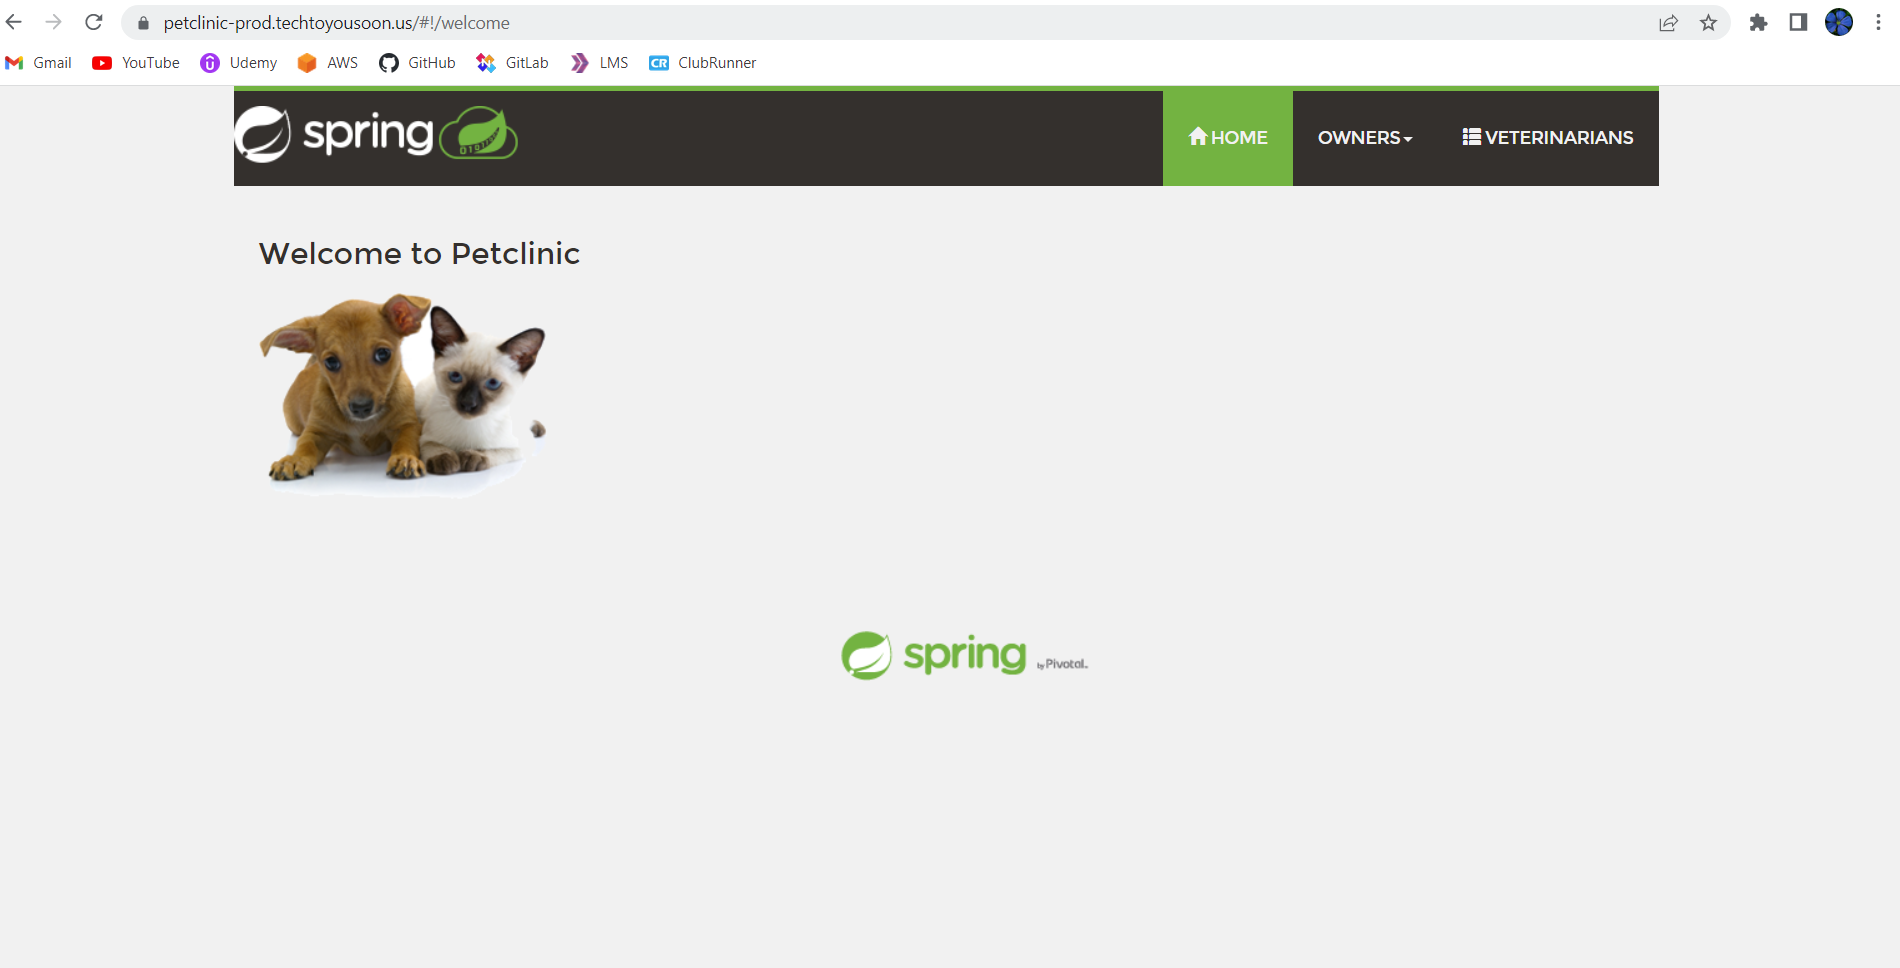 petclinic-prod.techtoyousoon.us/#!/welcome
Gmail YouTube Udemy AWS GitHub GitLab LMS CR ClubRunner
spring HOME OWNERS VETERINARIANS
Welcome to Petclinic
spring by Pivotal